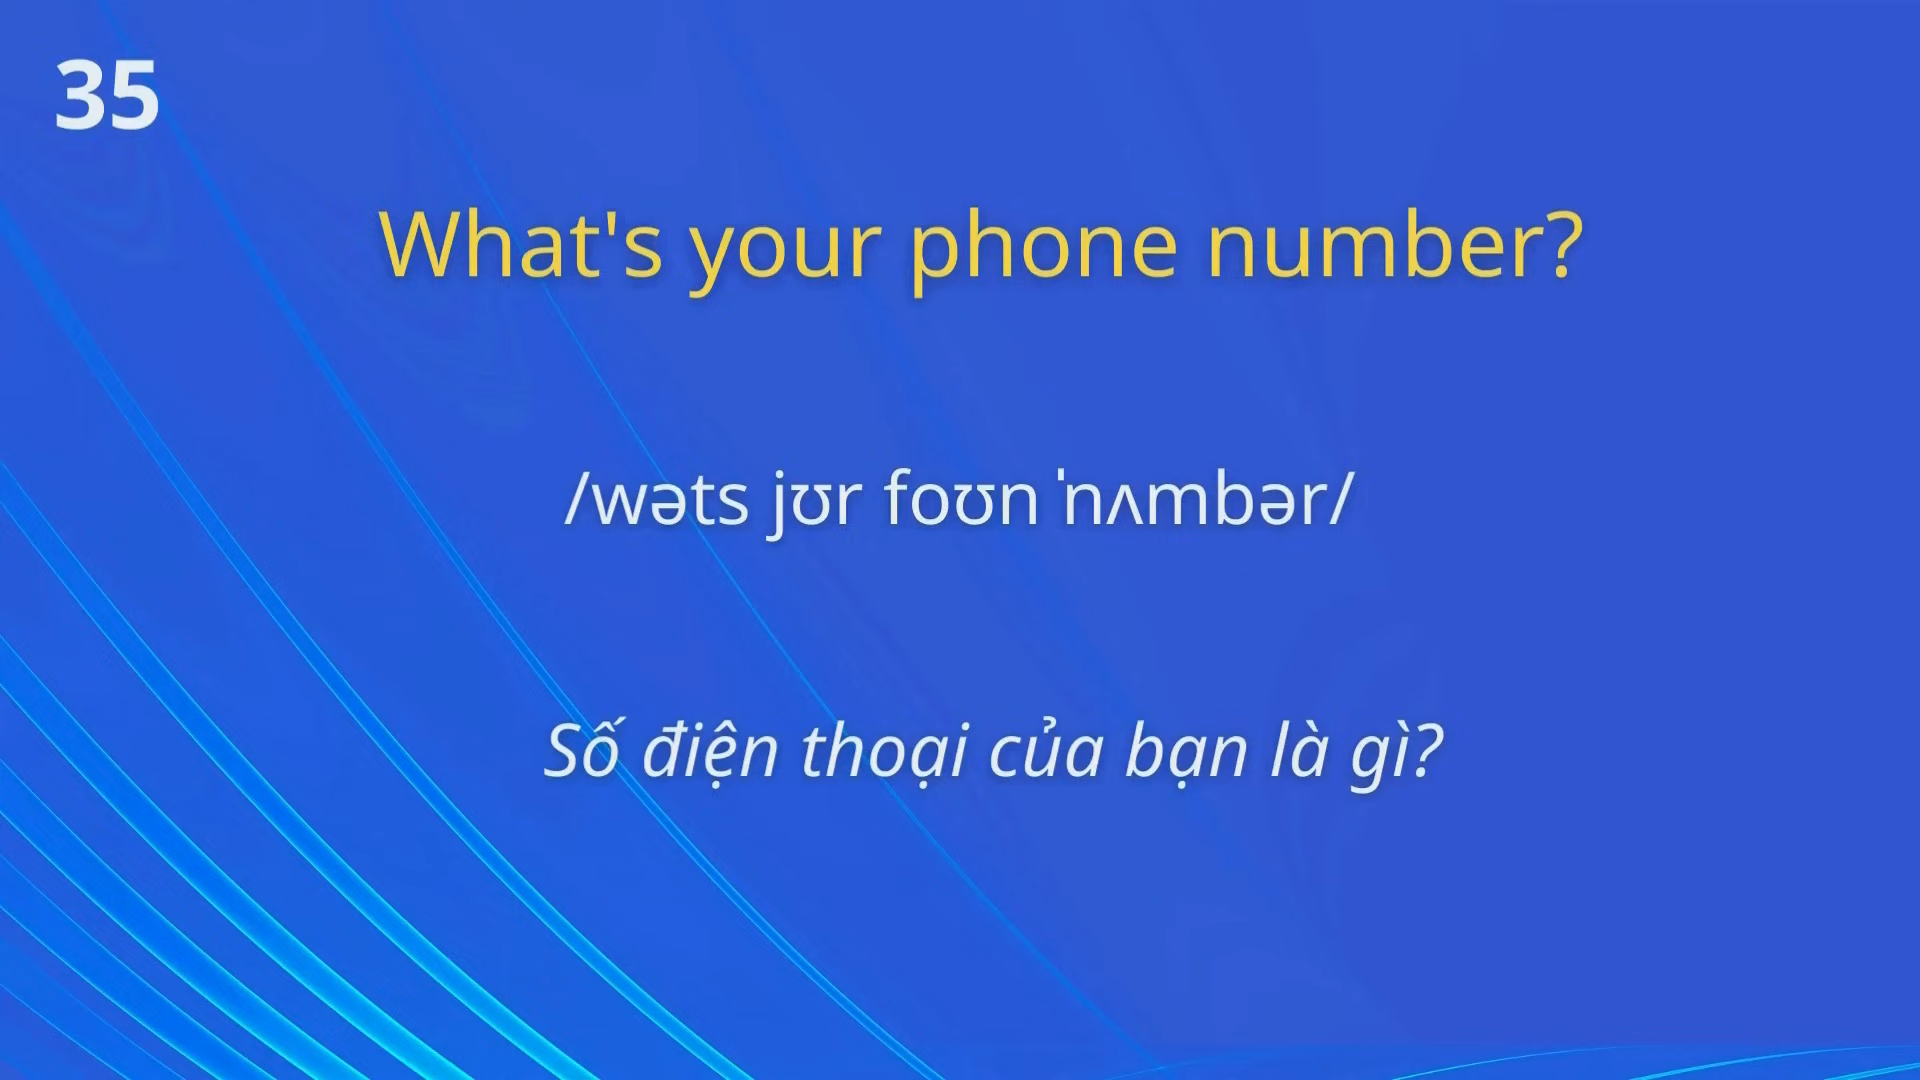 35
What's your phone number?
/wəts jʊr foʊn ˈnʌmbər/
Số điện thoại của bạn là gì?